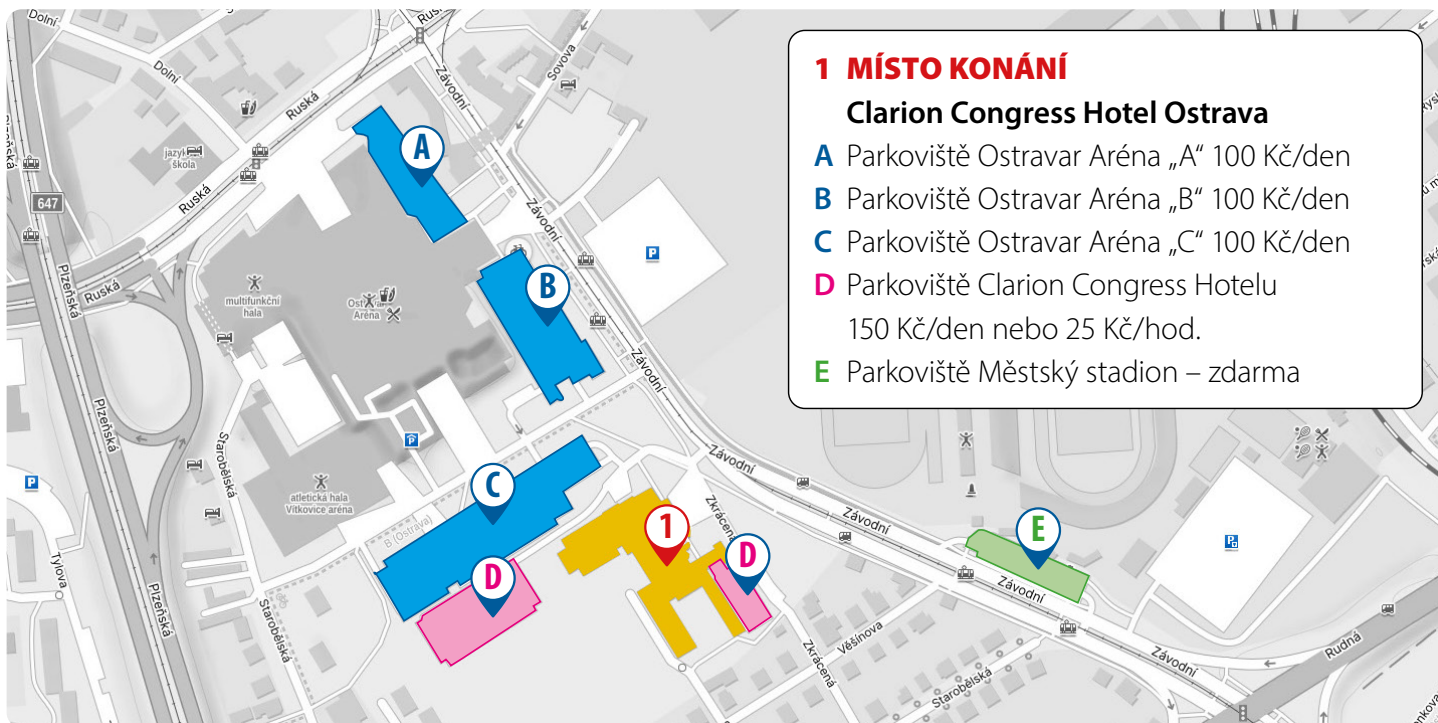 1 MÍSTO KONÁNÍ
Clarion Congress Hotel Ostrava
A Parkoviště Ostravar Aréna „A“ 100 Kč/den
B Parkoviště Ostravar Aréna „B“ 100 Kč/den
C Parkoviště Ostravar Aréna „C“ 100 Kč/den
D Parkoviště Clarion Congress Hotelu
150 Kč/den nebo 25 Kč/hod.
E Parkoviště Městský stadion – zdarma
Dolní
Dolní
Ruská
Závodní
Sovova
Plzeňská
škola
Ruská
A
647
Ruská
Závodní
P
Plzeňská
multifunkční
hala
Aréna
B
Závodní
Starobělská
P
Závodní
P
atletická hala
Vítkovice aréna
C
B (Ostrava)
Zkrácená
1
Závodní
E
P
D
D
Závodní
Tylova
Plzeňská
Starobělská
Věšínova
Zkrácená
Starobělská
Závodní
Rudná